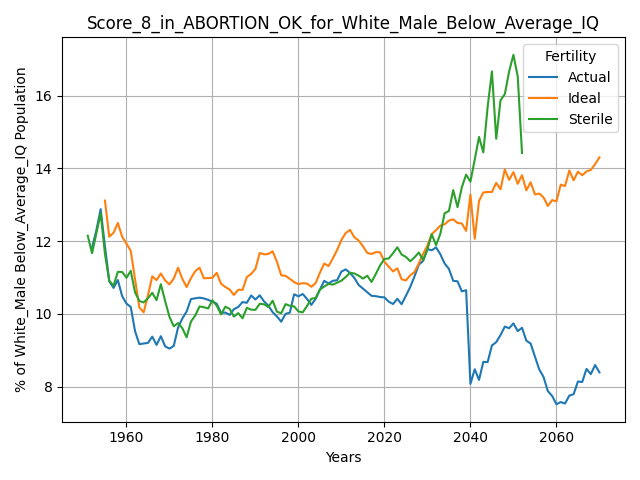 Score_8_in_ABORTION_OK_for_White_Male_Below_Average_IQ
% of White_Male Below_Average_IQ Population
16
14
12
10
8
Fertility
Actual
Ideal
Sterile
1960
1980
2000
2020
2040
2060
Years